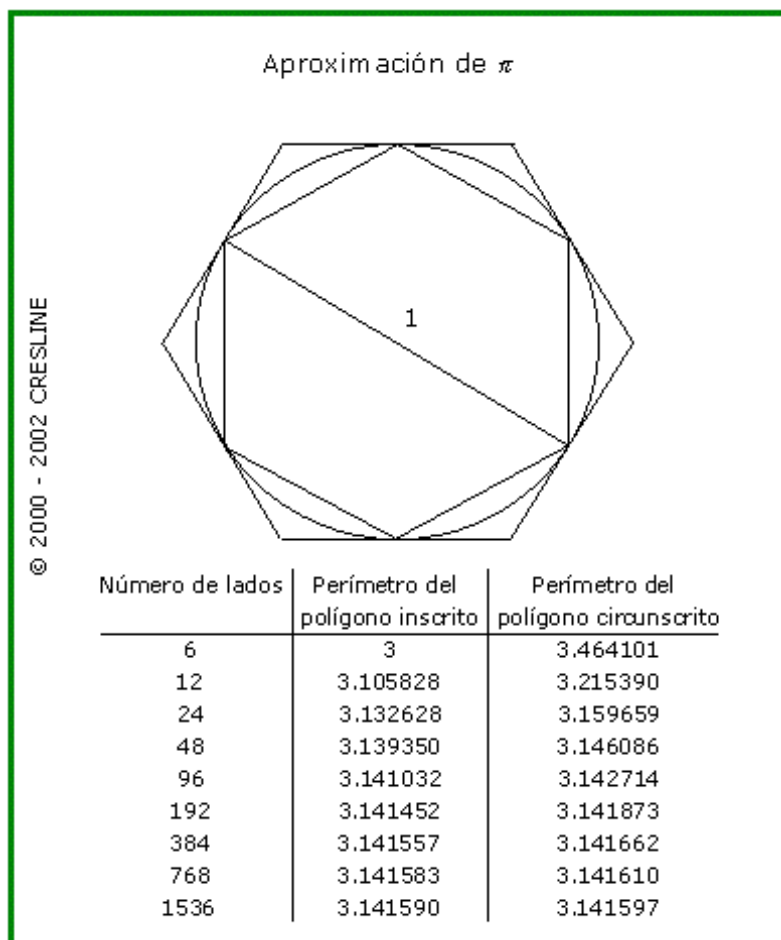 Aproximación de π
1
© 2000 - 2002 CRESLINE
Número de lados Perímetro del Perímetro del
polígono inscrito polígono circunscrito
6 3 3.464101
12 3.105828 3.215390
24 3.132628 3.159659
48 3.139350 3.146086
96 3.141032 3.142714
192 3.141452 3.141873
384 3.141557 3.141662
768 3.141583 3.141610
1536 3.141590 3.141597